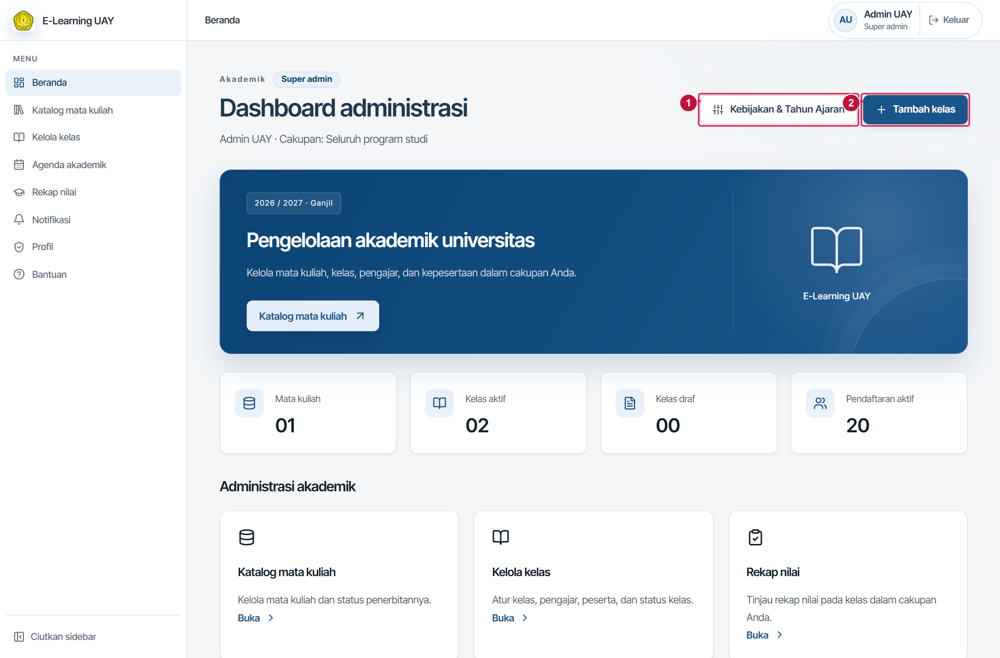 E-Learning UAY
Beranda
AU
Admin UAY
Super admin
Keluar
MENU
Beranda
Katalog mata kuliah
Kelola kelas
Agenda akademik
Rekap nilai
Notifikasi
Profil
Bantuan
Ciutkan sidebar
Akademik
Super admin
Dashboard administrasi
Admin UAY · Cakupan: Seluruh program studi
1
Kebijakan & Tahun Ajaran
2
Tambah kelas
2026 / 2027 · Ganjil
Pengelolaan akademik universitas
Kelola mata kuliah, kelas, pengajar, dan kepesertaan dalam cakupan Anda.
Katalog mata kuliah
E-Learning UAY
Mata kuliah
01
Kelas aktif
02
Kelas draf
00
Pendaftaran aktif
20
Administrasi akademik
Katalog mata kuliah
Kelola mata kuliah dan status penerbitannya.
Buka
Kelola kelas
Atur kelas, pengajar, peserta, dan status kelas.
Buka
Rekap nilai
Tinjau rekap nilai pada kelas dalam cakupan
Anda.
Buka